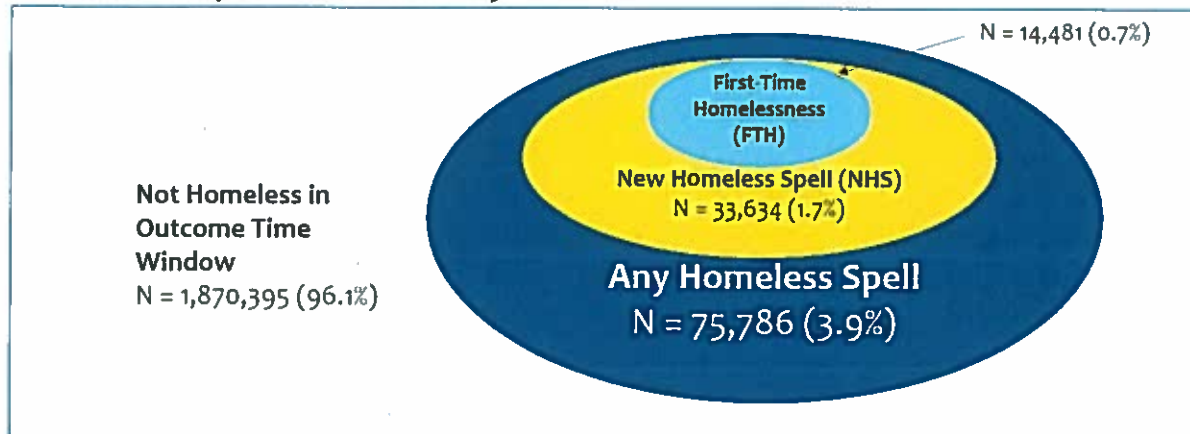 N = 14,481 (0.7%)
First-Time
Homelessness
(FTH)
New Homeless Spell (NHS)
N = 33,634 (1.7%)
Not Homeless in
Outcome Time
Window
N = 1,870,395 (96.1%)
Any Homeless Spell
N = 75,786 (3.9%)